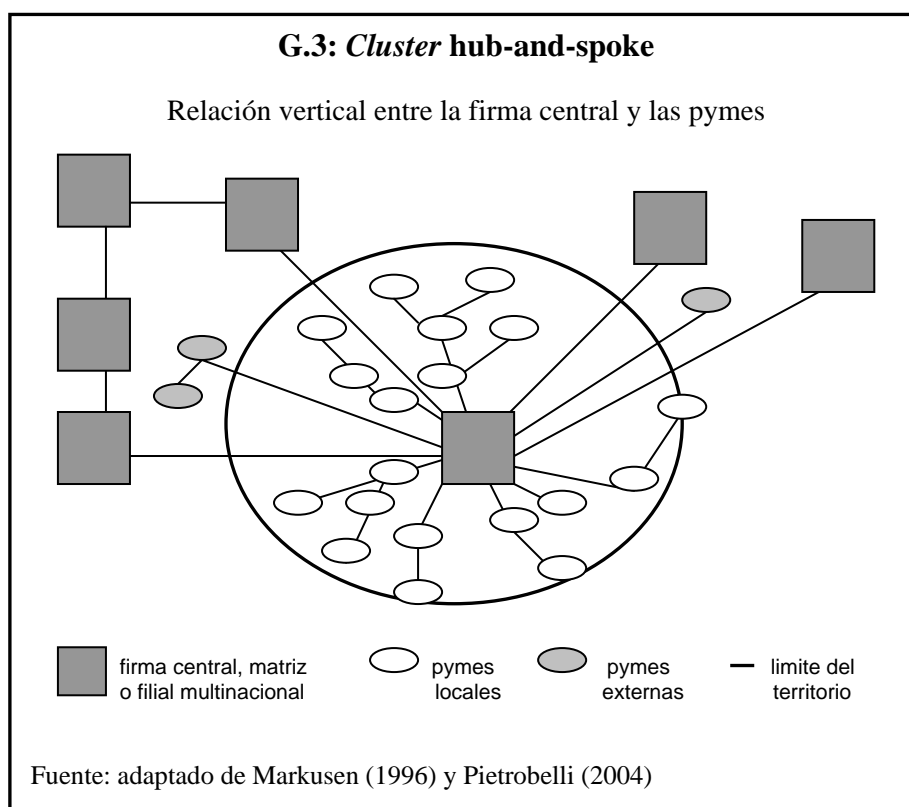 G.3: Cluster hub-and-spoke
Relación vertical entre la firma central y las pymes
firma central, matriz
o filial multinacional
pymes
locales
pymes
externas
limite del
territorio
Fuente: adaptado de Markusen (1996) y Pietrobelli (2004)